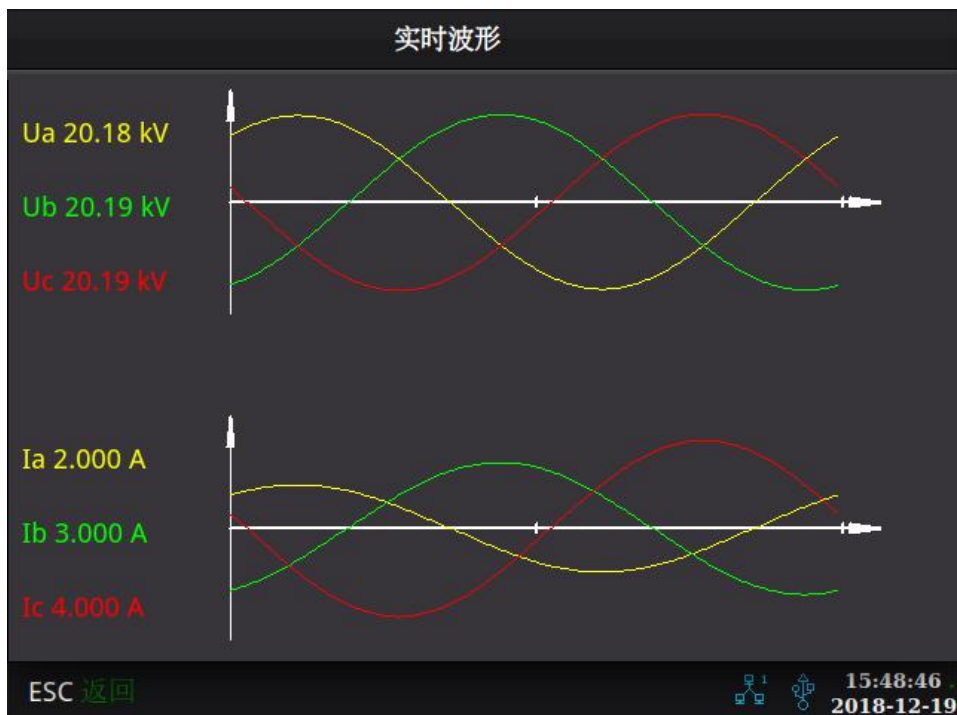 实时波形
Ua 20.18 kV
Ub 20.19 kV
Uc 20.19 kV
Ia 2.000 A
Ib 3.000 A
Ic 4.000 A
ESC 返回
1
15:48:46
2018-12-19